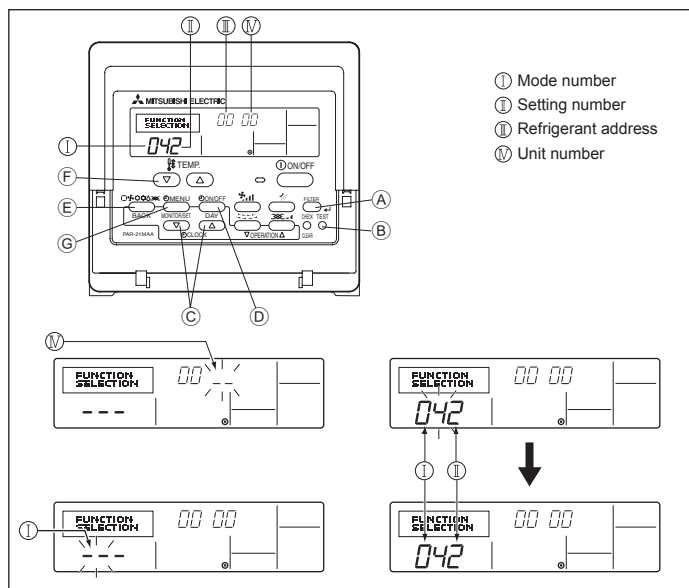 Ⅱ Ⅲ Ⅳ
MITSUBISHI ELECTRIC
FUNCTION
SELECTION
00 00
Ⅰ
042
TEMP.
ON/OFF
F
E
G
MENU
ON/OFF
FILTER
A
BACK
MONITOR/SET
DAY
CHECK TEST
B
PAR-21MAA
CLOCK
▽OPERATION△
CLEAR
C
D
Ⅰ Mode number
Ⅱ Setting number
Ⅲ Refrigerant address
Ⅳ Unit number
Ⅳ
FUNCTION
SELECTION
00 --
---
FUNCTION
SELECTION
00 00
042
Ⅰ Ⅱ
Ⅰ
FUNCTION
SELECTION
00 00
---
FUNCTION
SELECTION
00 00
042